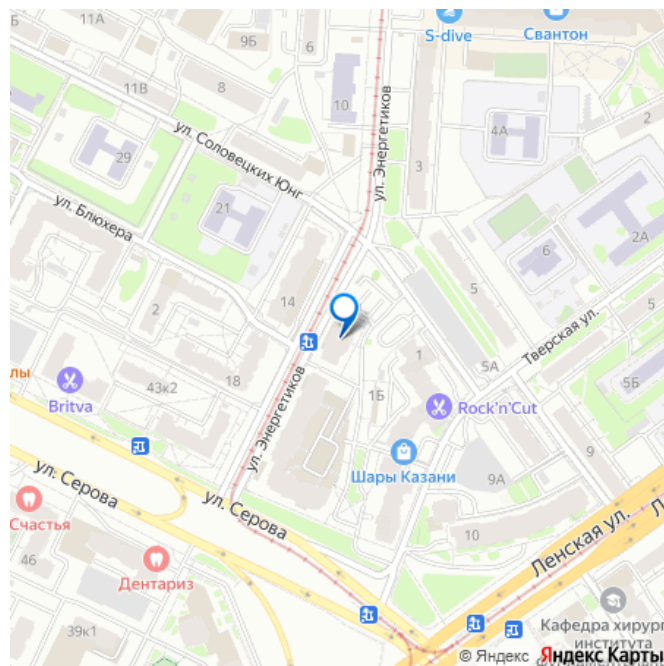 S-dive
Свантон
9Б
6
11В
8
10
4А
2
ул. Энергетиков
3
ул. Соловецких Юнг
29
21
ул. Блюхера
6
2А
14
2
5
5
Тверская ул.
лы
Britva
43к2
18
ул. Энергетиков
1
5А
5Б
1Б
Rock'n'Cut
Шары Казани
9
9А
ул. Серова
ул. Серова
Счастья
10
Ленская ул.
46
Дентариз
39к1
Кафедра хирург
института
© Яндекс Яндекс Карты